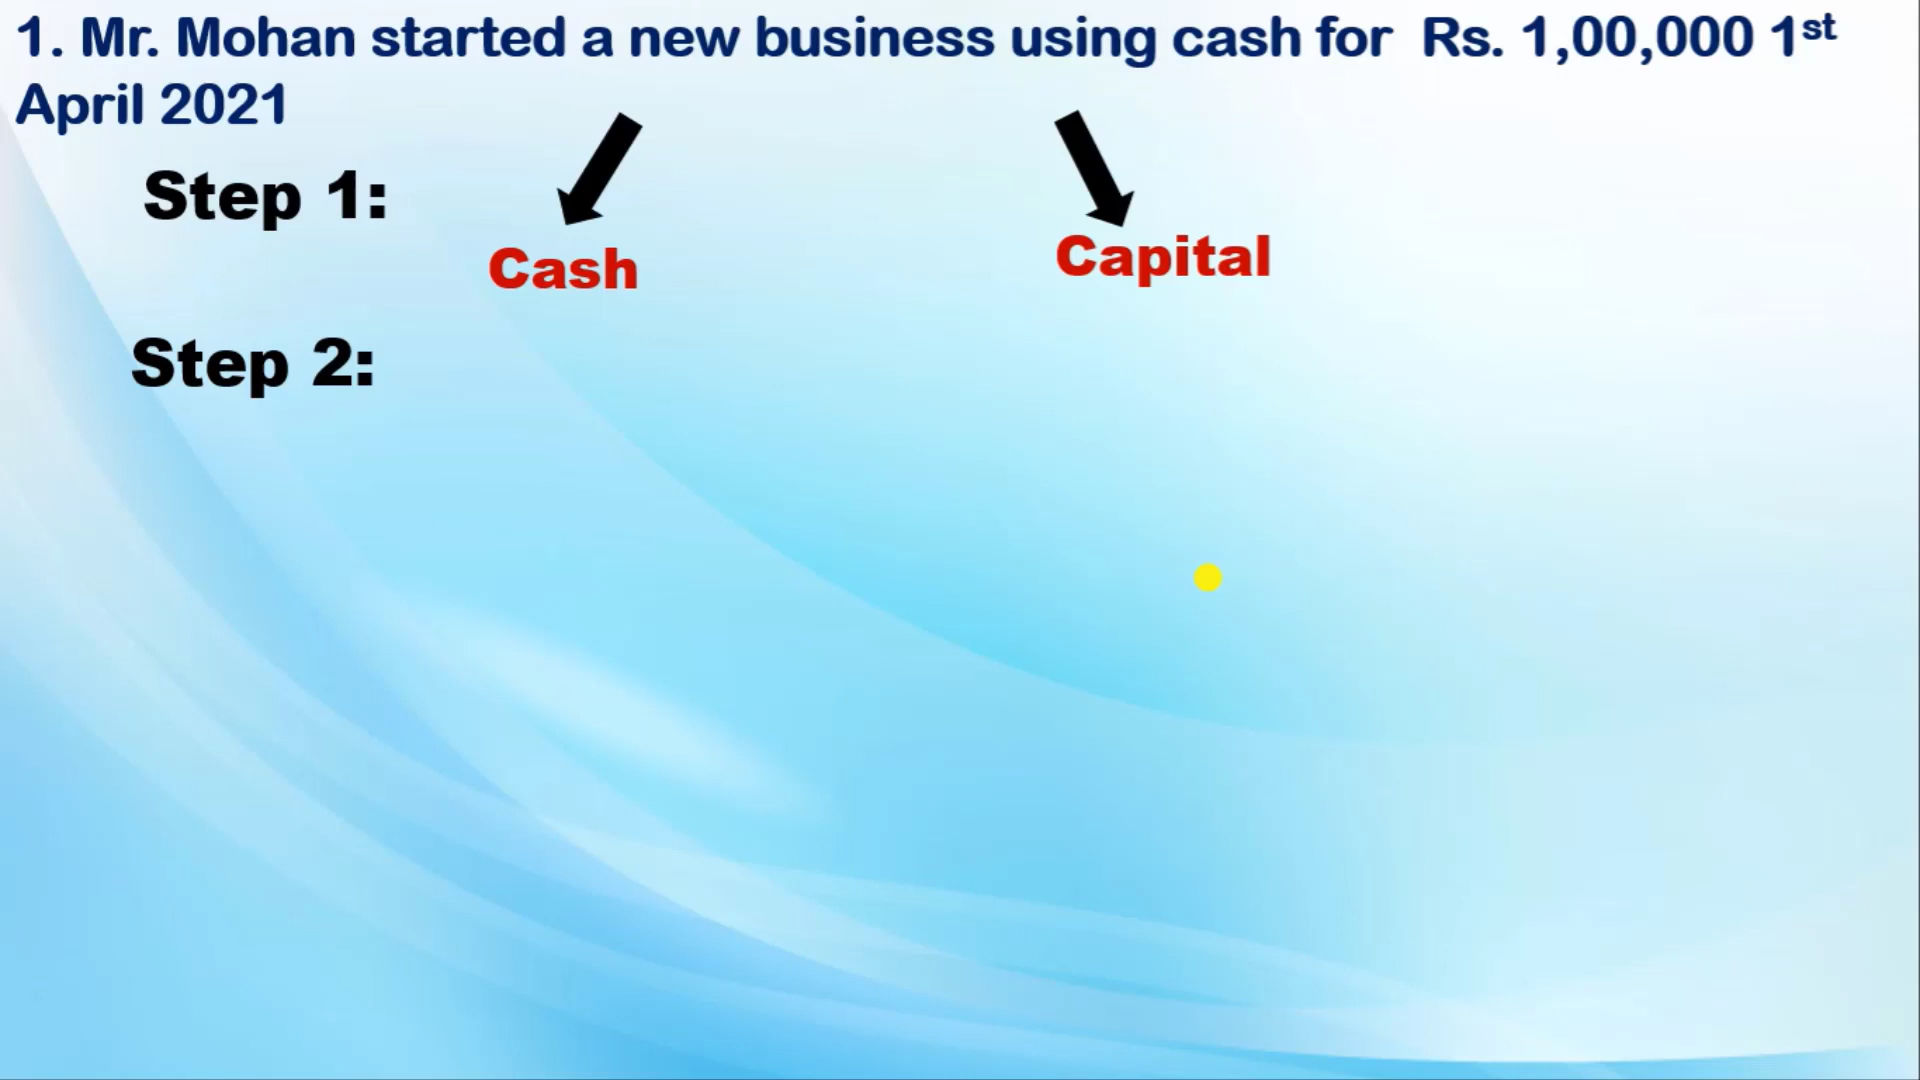 1. Mr. Mohan started a new business using cash for Rs. 1,00,000 1st
April 2021
Step 1:
Cash
Capital
Step 2: